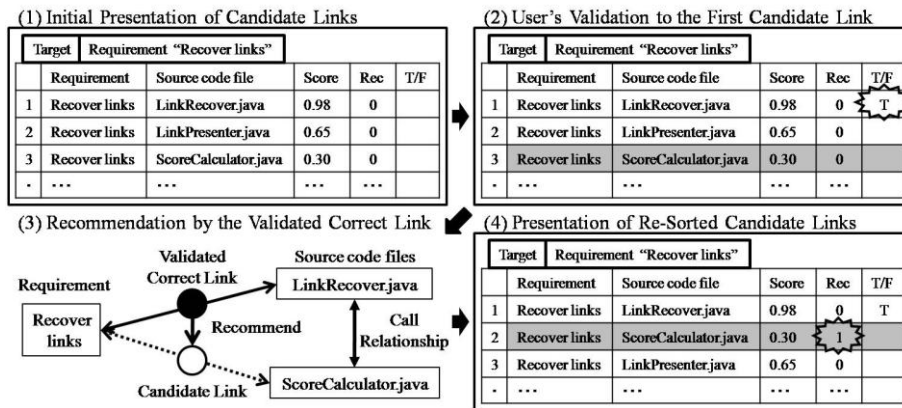 (1) Initial Presentation of Candidate Links
Target Requirement “Recover links”
Requirement Source code file Score Rec T/F
1 Recover links LinkRecover.java 0.98 0
2 Recover links LinkPresenter.java 0.65 0
3 Recover links ScoreCalculator.java 0.30 0
. ... ... ... ...
(2) User’s Validation to the First Candidate Link
Target Requirement “Recover links”
Requirement Source code file Score Rec T/F
1 Recover links LinkRecover.java 0.98 0 T
2 Recover links LinkPresenter.java 0.65 0
3 Recover links ScoreCalculator.java 0.30 0
. ... ... ... ...
(3) Recommendation by the Validated Correct Link
Validated
Correct Link
Source code files
Requirement
LinkRecover.java
Recover
links
Recommend
Call
Relationship
Candidate Link
ScoreCalculator.java
(4) Presentation of Re-Sorted Candidate Links
Target Requirement “Recover links”
Requirement Source code file Score Rec T/F
1 Recover links LinkRecover.java 0.98 0 T
2 Recover links ScoreCalculator.java 0.30 1
3 Recover links LinkPresenter.java 0.65 0
. ... ... ... ...